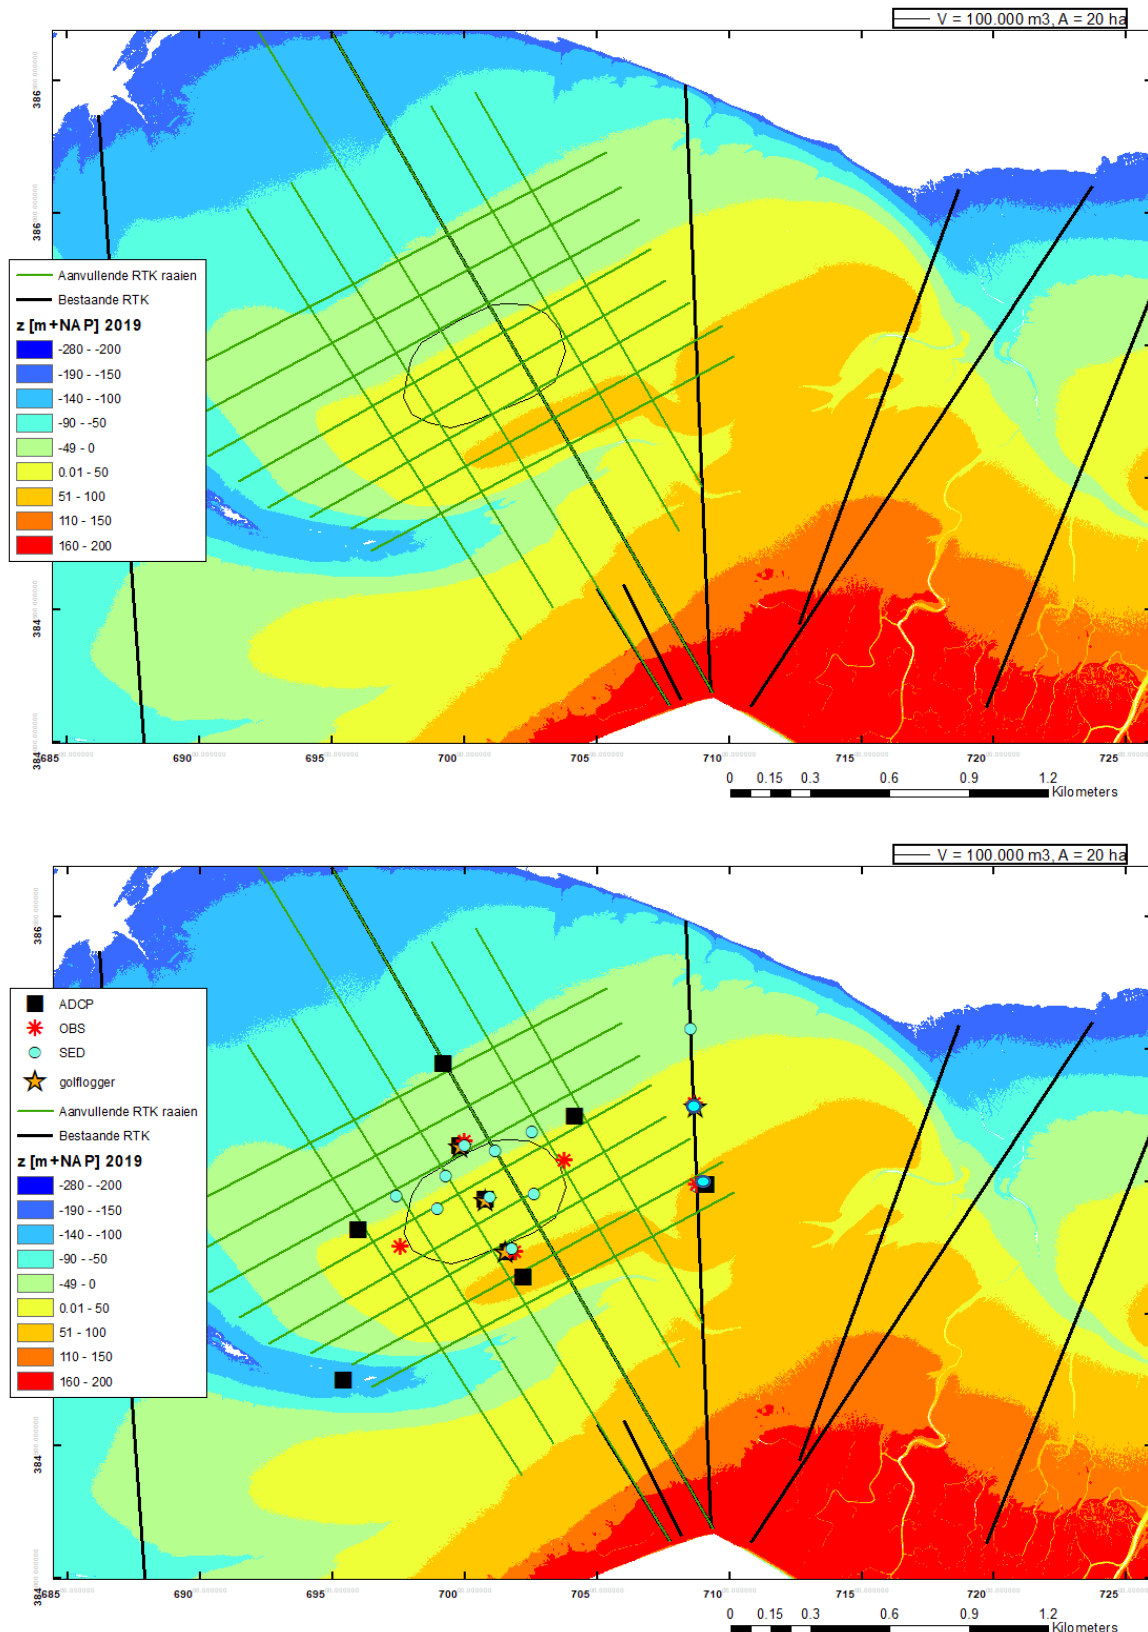 V = 100.000 m3, A = 20 ha
386
386
384
384
Aanvullende RTK raaien
Bestaande RTK
z [m+NAP] 2019
-280 - -200
-190 - -150
-140 - -100
-90 - -50
-49 - 0
0.01 - 50
51 - 100
110 - 150
160 - 200
685 690 695 700 705 710 715 720 725
0 0.15 0.3 0.6 0.9 1.2
Kilometers
V = 100.000 m3, A = 20 ha
386
384
384
ADCP
OBS
SED
golflogger
Aanvullende RTK raaien
Bestaande RTK
z [m+NAP] 2019
-280 - -200
-190 - -150
-140 - -100
-90 - -50
-49 - 0
0.01 - 50
51 - 100
110 - 150
160 - 200
685 690 695 700 705 710 715 720 725
0 0.15 0.3 0.6 0.9 1.2
Kilometers